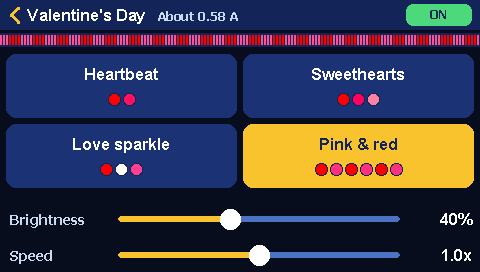 Valentine's Day About 0.58 A ON
Heartbeat Sweethearts
Love sparkle Pink & red
Brightness 40%
Speed 1.0x